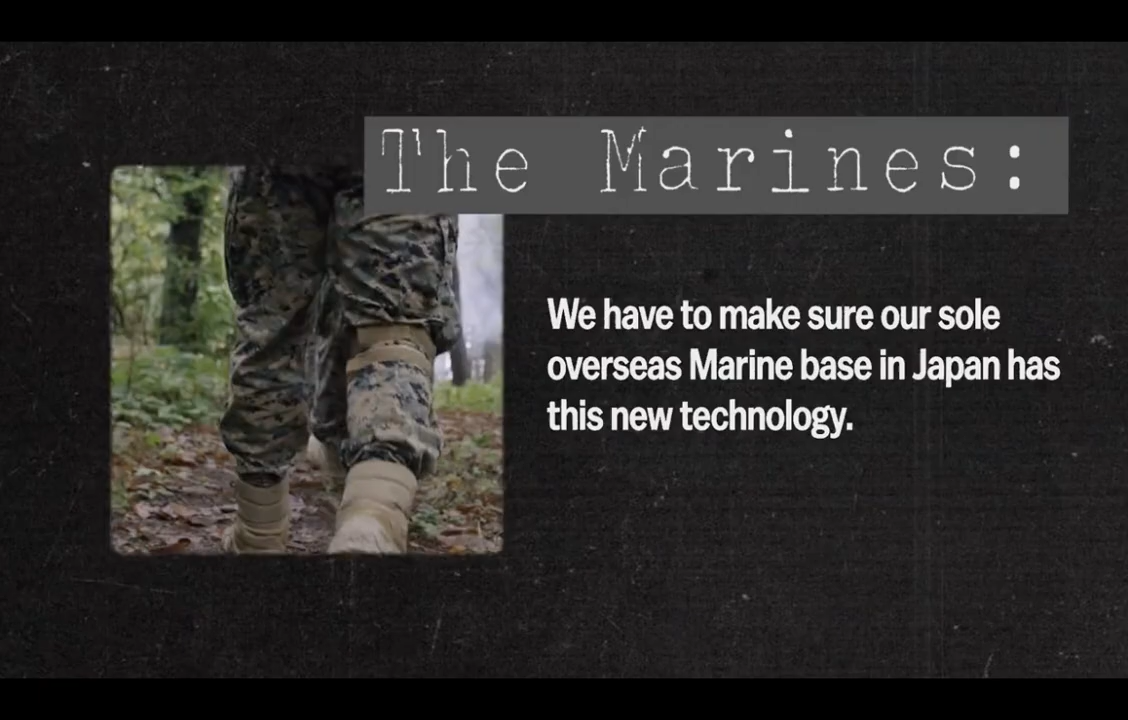 The Marines:
We have to make sure our sole
overseas Marine base in Japan has
this new technology.